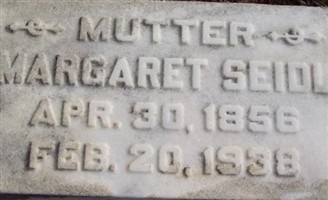 MUTTER
MARGARET SEIDL
APR. 30, 1856
FEB. 20, 1938